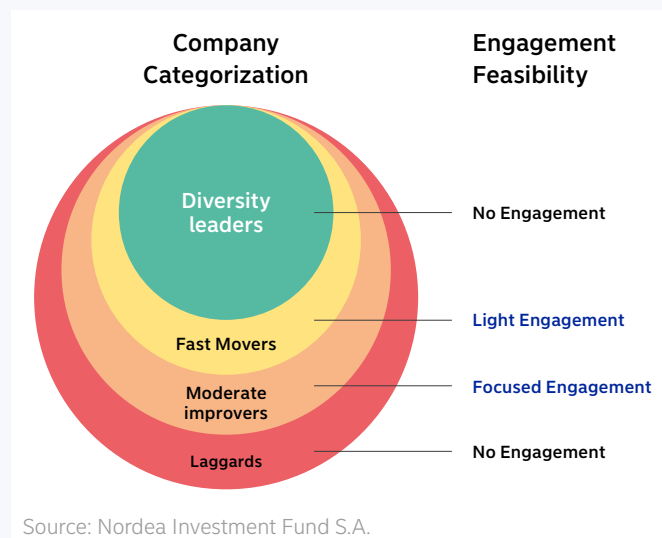 Company
Categorization
Engagement
Feasibility
Diversity
leaders
No Engagement
Fast Movers
Light Engagement
Moderate
improvers
Focused Engagement
Laggards
No Engagement
Source: Nordea Investment Fund S.A.